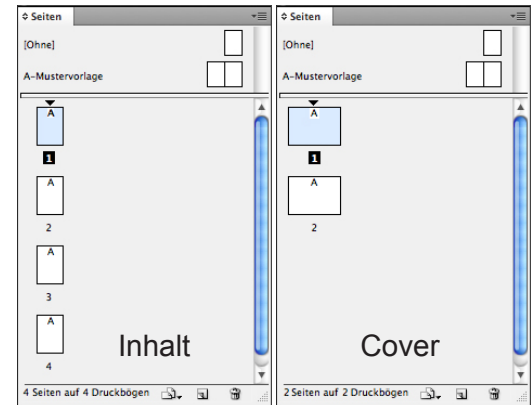 Seiten
[Ohne]
A-Mustervorlage
A
1
A
2
A
3
A
4
Inhalt
4 Seiten auf 4 Druckbögen
Seiten
[Ohne]
A-Mustervorlage
A
1
A
2
Cover
2 Seiten auf 2 Druckbögen